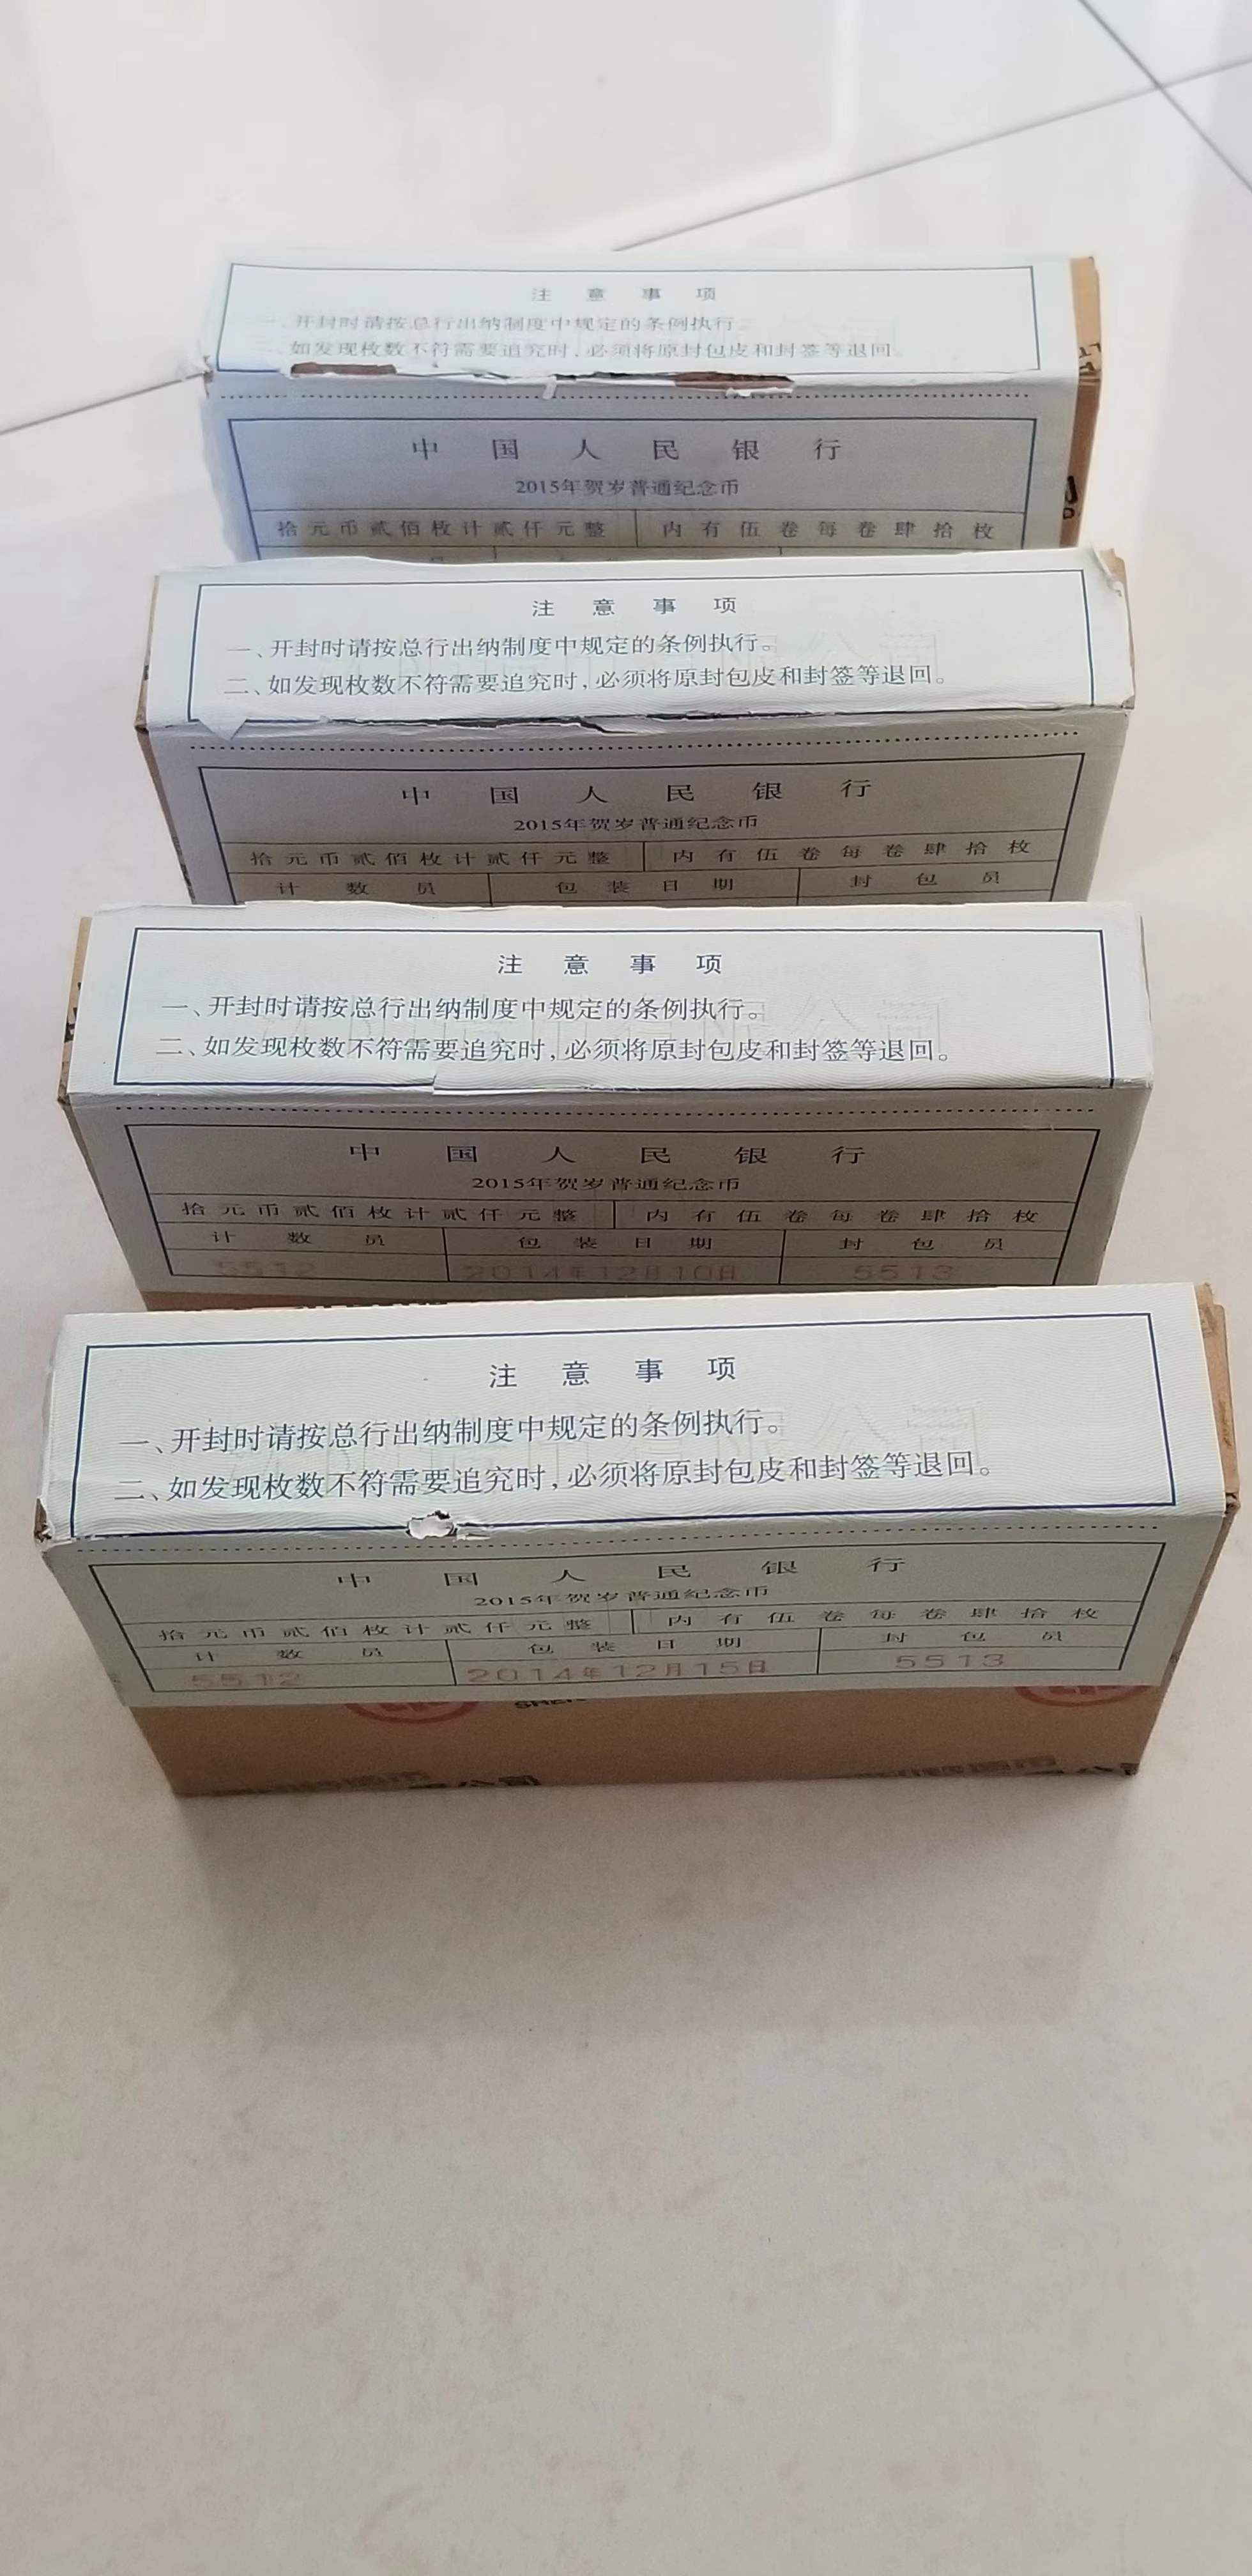 注意事项
一、开封时请按总行出纳制度中规定的条例执行。
二、如发现枚数不符需要追究时，必须将原封包皮和封签等退回。
中国人民银行
2015年贺岁普通纪念币
拾元币贰佰枚计贰仟元整 内有伍卷每卷肆拾枚
注意事项
一、开封时请按总行出纳制度中规定的条例执行。
二、如发现枚数不符需要追究时，必须将原封包皮和封签等退回。
中国人民银行
2015年贺岁普通纪念币
拾元币贰佰枚计贰仟元整 内有伍卷每卷肆拾枚
计数员 包装日期 封包员
注意事项
一、开封时请按总行出纳制度中规定的条例执行。
二、如发现枚数不符需要追究时，必须将原封包皮和封签等退回。
中国人民银行
2015年贺岁普通纪念币
拾元币贰佰枚计贰仟元整 内有伍卷每卷肆拾枚
计数员 包装日期 封包员
5512 2014年12月10日 5513
注意事项
一、开封时请按总行出纳制度中规定的条例执行。
二、如发现枚数不符需要追究时，必须将原封包皮和封签等退回。
中国人民银行
2015年贺岁普通纪念币
拾元币贰佰枚计贰仟元整 内有伍卷每卷肆拾枚
计数员 包装日期 封包员
5512 2014年12月15日 5513
SHEN
公司